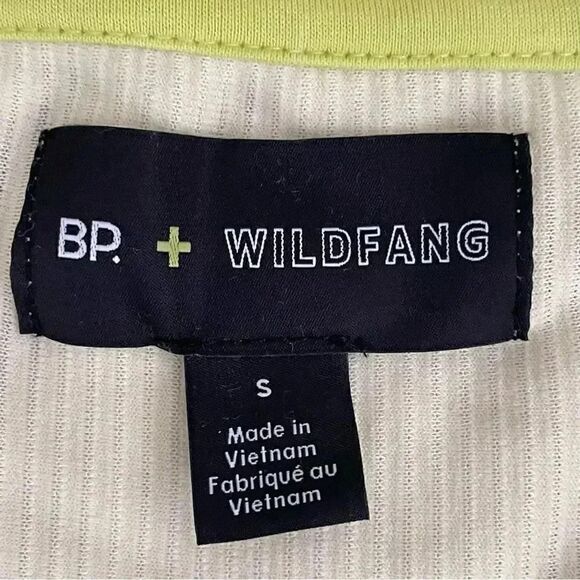 BP. + WILDFANG
S
Made in
Vietnam
Fabriqué au
Vietnam